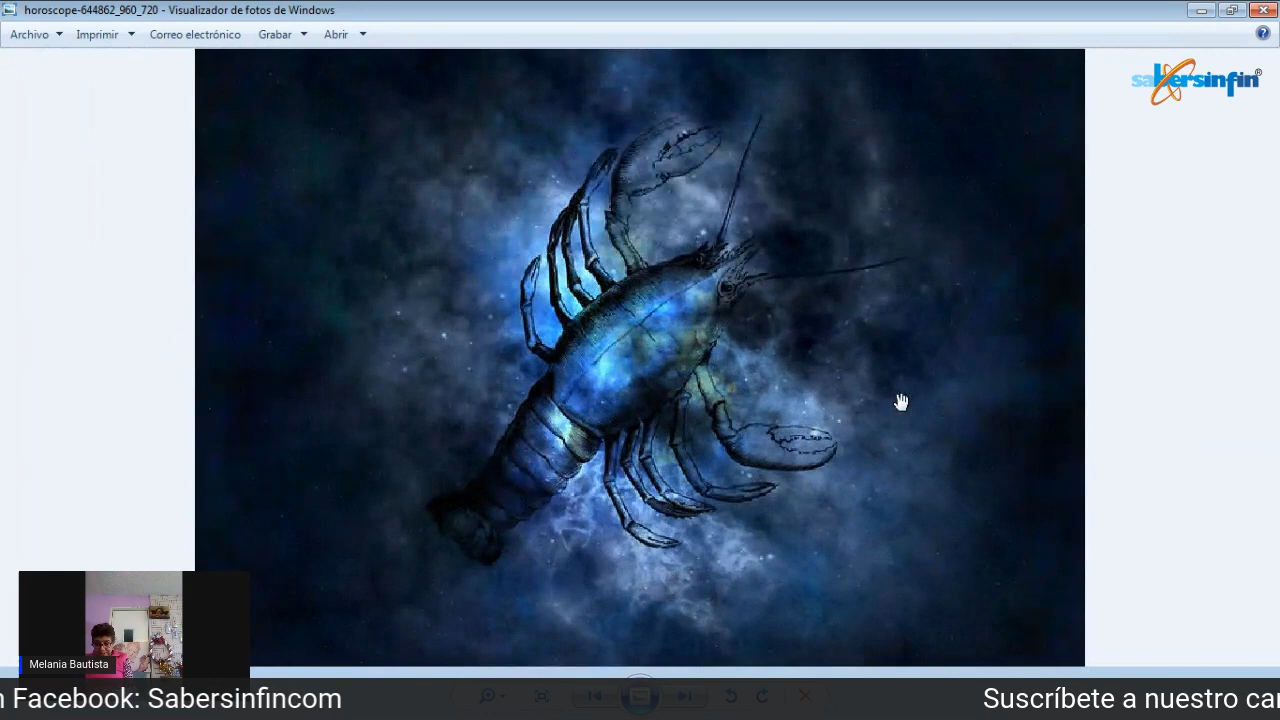 horoscope-644862_960_720 - Visualizador de fotos de Windows
Archivo Imprimir Correo electrónico Grabar Abrir
sabersinfin®
Melania Bautista
n Facebook: Sabersinfincom
Suscríbete a nuestro ca